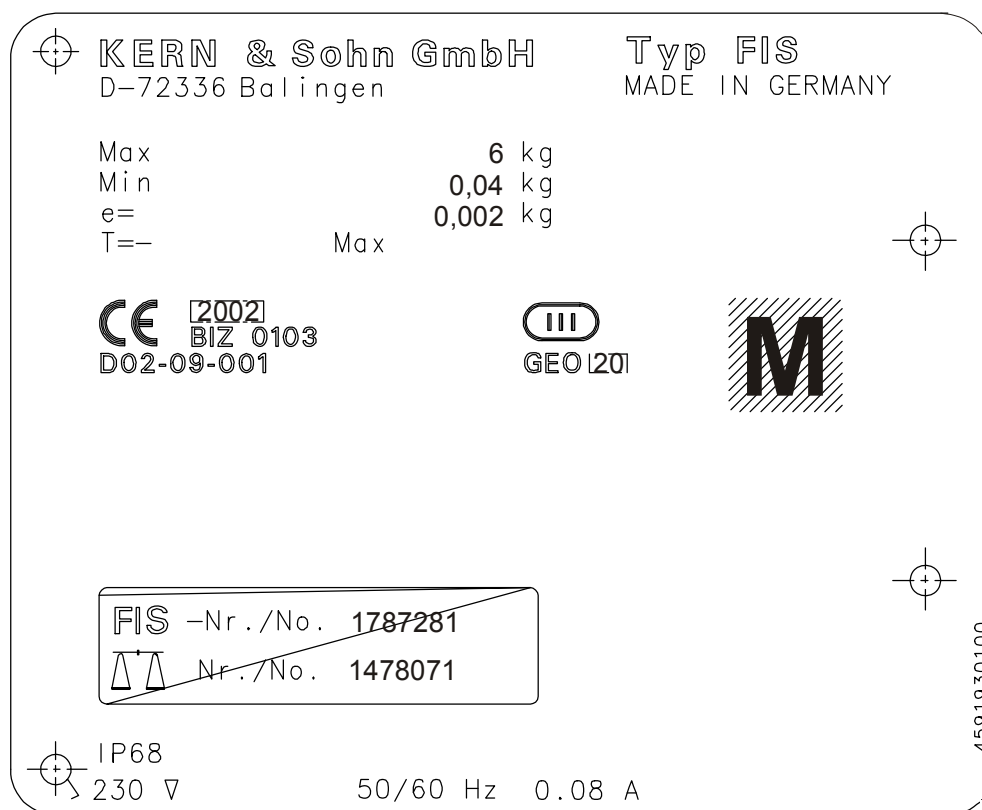 KERN & Sohn GmbH Typ FIS
D-72336 Balingen MADE IN GERMANY
Max 6 kg
Min 0,04 kg
e= 0,002 kg
T=– Max
CE 2002
BIZ 0103 III M
D02-09-001 GEO 20
FIS -Nr./No. 1787281
Nr./No. 1478071
4591930100
IP68
230 V 50/60 Hz 0.08 A